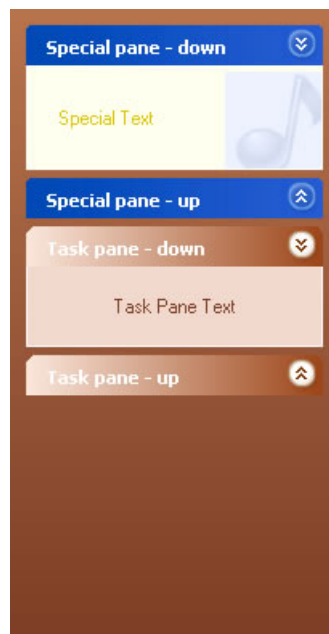 Special pane - down
Special Text
Special pane - up
Task pane - down
Task Pane Text
Task pane - up